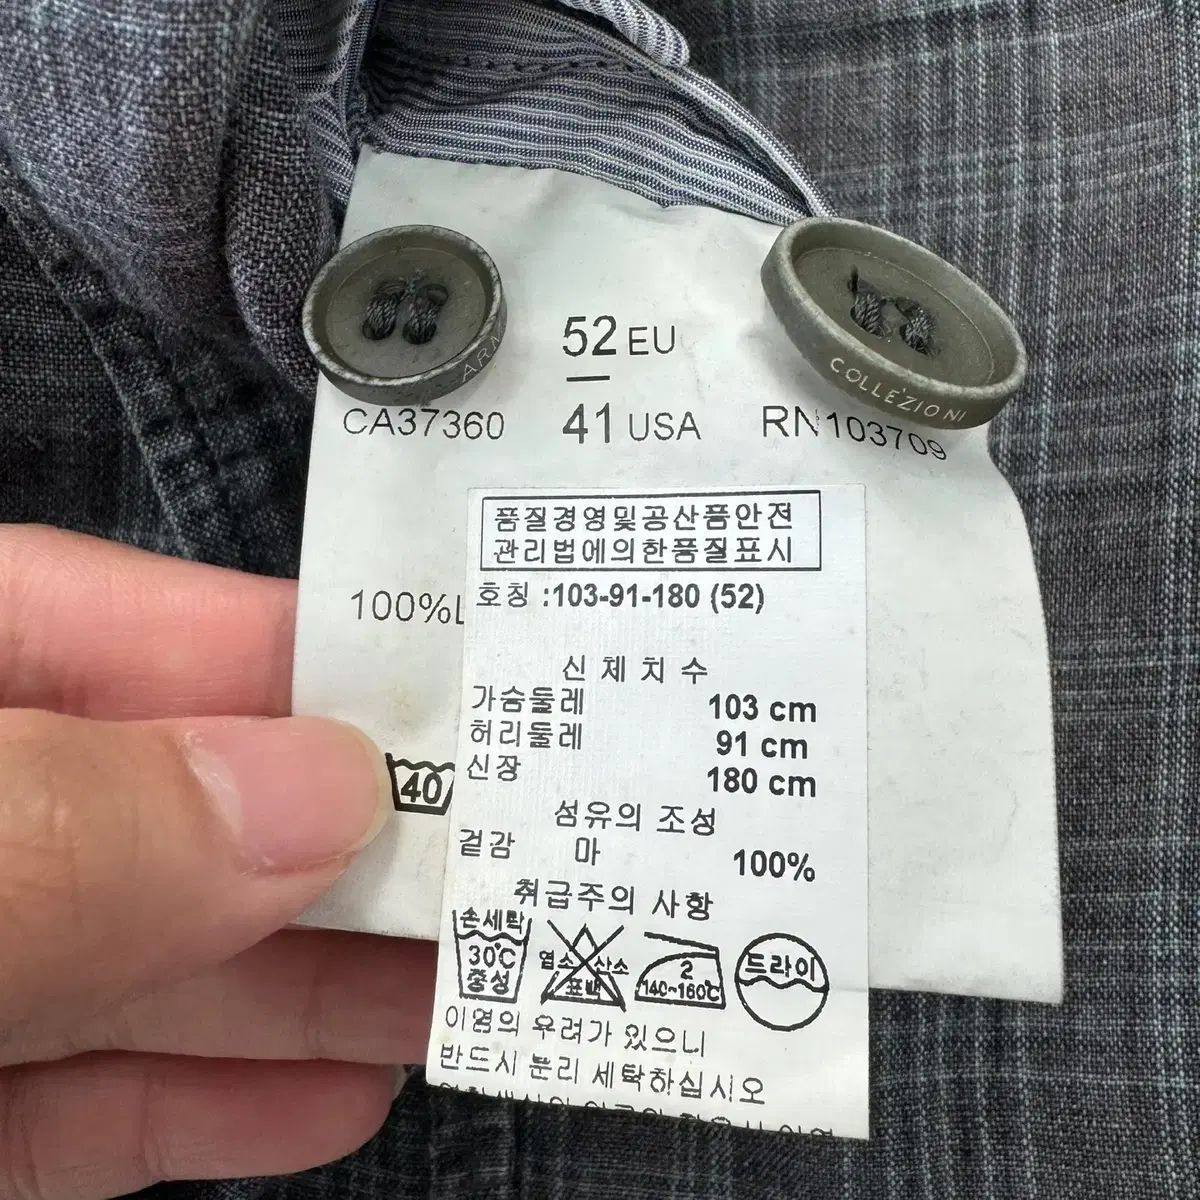 ARM
COLLEZIONI
52 EU
41 USA
CA37360
RN103709
100%L
40
품질경영및공산품안전
관리법에의한품질표시
호칭 :103-91-180 (52)
신체치수
가슴둘레 103 cm
허리둘레 91 cm
신장 180 cm
섬유의 조성
겉감 마 100%
취급주의 사항
손세탁
30℃
중성
염소 산소
표백
2
140~160℃
드라이
이염의 우려가 있으니
반드시 분리 세탁하십시오